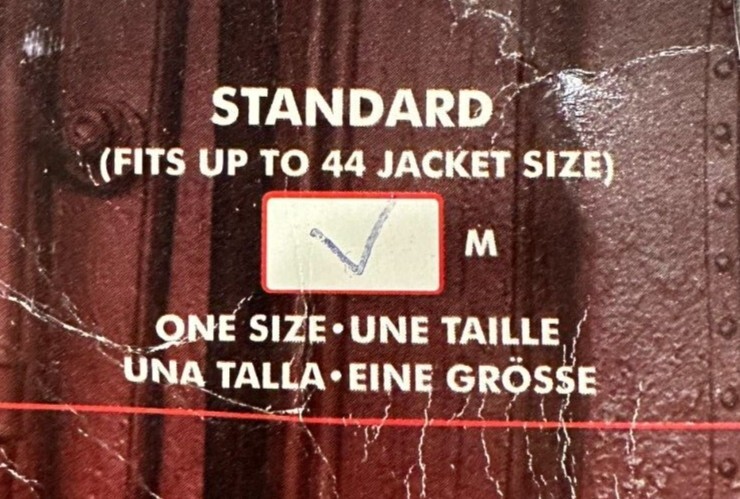 STANDARD
(FITS UP TO 44 JACKET SIZE)
✓ M
ONE SIZE•UNE TAILLE
UNA TALLA•EINE GRÖSSE